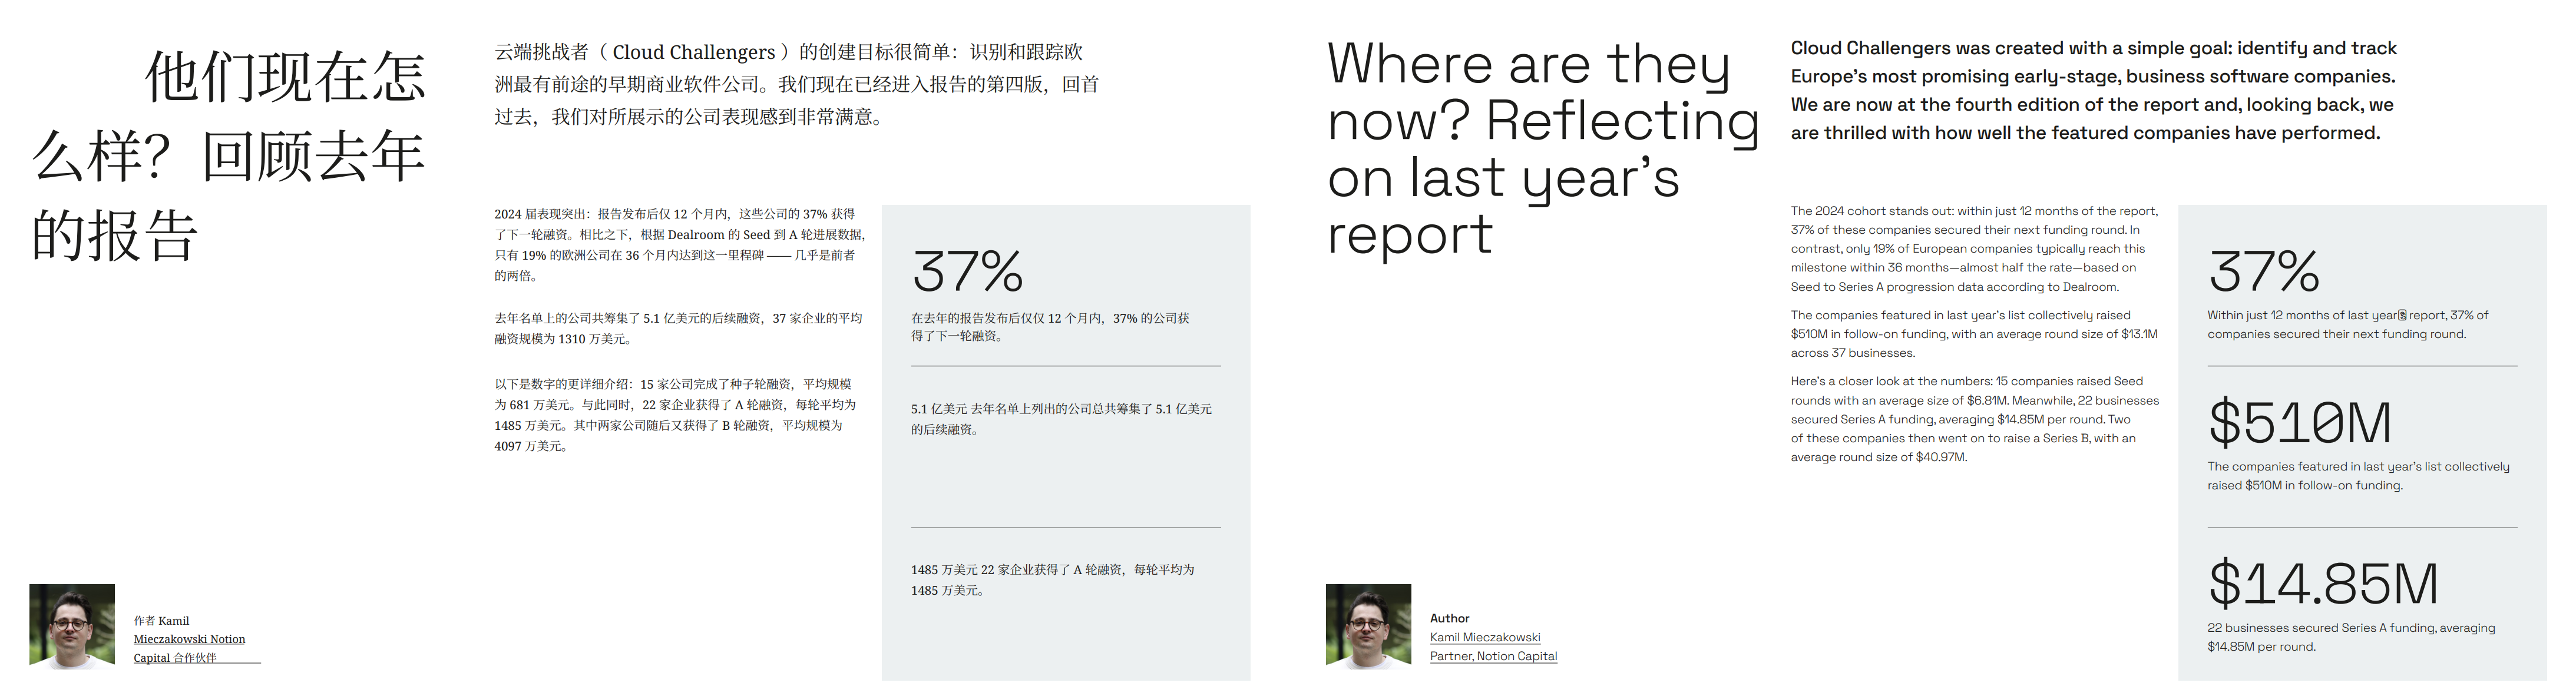 他们现在怎
么样？回顾去年
的报告
云端挑战者（ Cloud Challengers ）的创建目标很简单：识别和跟踪欧
洲最有前途的早期商业软件公司。我们现在已经进入报告的第四版，回首
过去，我们对所展示的公司表现感到非常满意。
2024 届表现突出：报告发布后仅 12 个月内，这些公司的 37% 获得
了下一轮融资。相比之下，根据 Dealroom 的 Seed 到 A 轮进展数据，
只有 19% 的欧洲公司在 36 个月内达到这一里程碑 —— 几乎是前者
的两倍。
去年名单上的公司共筹集了 5.1 亿美元的后续融资，37 家企业的平均
融资规模为 1310 万美元。
以下是数字的更详细介绍：15 家公司完成了种子轮融资，平均规模
为 681 万美元。与此同时，22 家企业获得了 A 轮融资，每轮平均为
1485 万美元。其中两家公司随后又获得了 B 轮融资，平均规模为
4097 万美元。
37%
在去年的报告发布后仅仅 12 个月内，37% 的公司获
得了下一轮融资。
5.1 亿美元 去年名单上列出的公司总共筹集了 5.1 亿美元
的后续融资。
1485 万美元 22 家企业获得了 A 轮融资，每轮平均为
1485 万美元。
作者 Kamil
Mieczakowski Notion
Capital 合作伙伴
Where are they
now? Reflecting
on last year’s
report
Cloud Challengers was created with a simple goal: identify and track
Europe’s most promising early-stage, business software companies.
We are now at the fourth edition of the report and, looking back, we
are thrilled with how well the featured companies have performed.
The 2024 cohort stands out: within just 12 months of the report,
37% of these companies secured their next funding round. In
contrast, only 19% of European companies typically reach this
milestone within 36 months—almost half the rate—based on
Seed to Series A progression data according to Dealroom.
The companies featured in last year’s list collectively raised
$510M in follow-on funding, with an average round size of $13.1M
across 37 businesses.
Here’s a closer look at the numbers: 15 companies raised Seed
rounds with an average size of $6.81M. Meanwhile, 22 businesses
secured Series A funding, averaging $14.85M per round. Two
of these companies then went on to raise a Series B, with an
average round size of $40.97M.
37%
Within just 12 months of last year report, 37% of
companies secured their next funding round.
$510M
The companies featured in last year’s list collectively
raised $510M in follow-on funding.
$14.85M
22 businesses secured Series A funding, averaging
$14.85M per round.
Author
Kamil Mieczakowski
Partner, Notion Capital